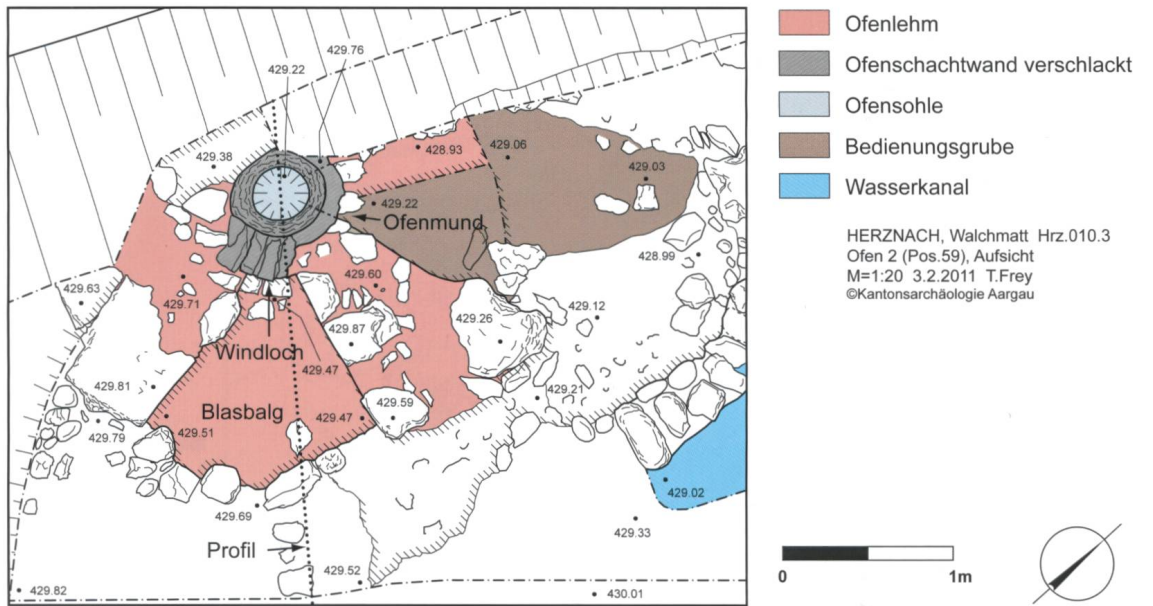 429.76
429.22
429.38
428.93
429.06
429.03
429.22
Ofenmund
428.99
429.63
429.71
429.60
429.12
429.26
429.87
Windloch
429.47
429.81
429.21
429.59
Blasbalg
429.47
429.51
429.79
429.02
429.69
429.33
Profil
429.52
429.82
430.01
Ofenlehm
Ofenschachtwand verschlackt
Ofensohle
Bedienungsgrube
Wasserkanal
HERZNACH, Walchmatt Hrz.010.3
Ofen 2 (Pos.59), Aufsicht
M=1:20 3.2.2011 T.Frey
©Kantonsarchäologie Aargau
0 1m